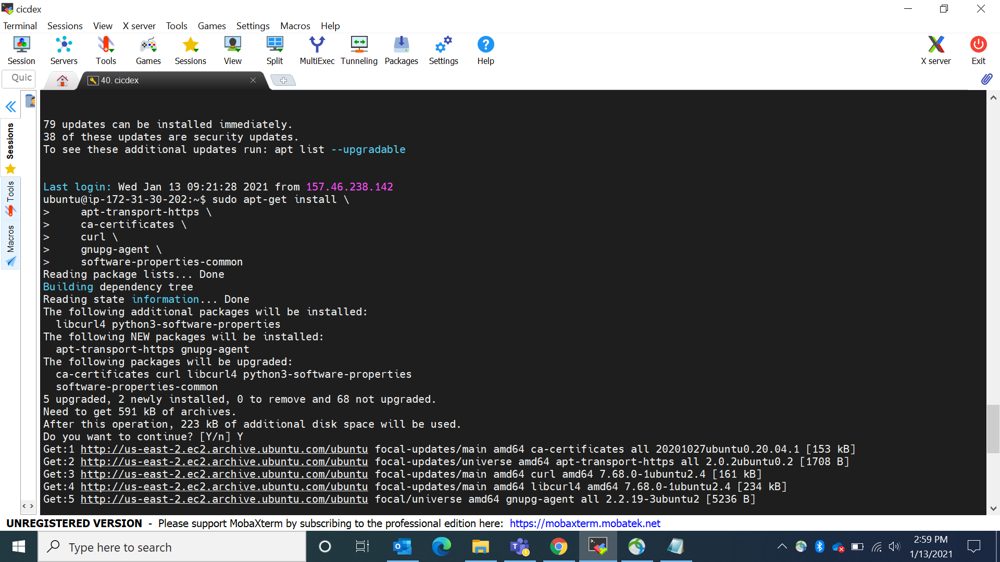 cicdex
Terminal Sessions View X server Tools Games Settings Macros Help
Session Servers Tools Games Sessions View Split MultiExec Tunneling Packages Settings Help X server Exit
Quic
40. cicdex
Sessions
Tools
Macros
79 updates can be installed immediately.
38 of these updates are security updates.
To see these additional updates run: apt list --upgradable
Last login: Wed Jan 13 09:21:28 2021 from 157.46.238.142
ubuntu@ip-172-31-30-202:~$ sudo apt-get install \
>     apt-transport-https \
>     ca-certificates \
>     curl \
>     gnupg-agent \
>     software-properties-common
Reading package lists... Done
Building dependency tree
Reading state information... Done
The following additional packages will be installed:
  libcurl4 python3-software-properties
The following NEW packages will be installed:
  apt-transport-https gnupg-agent
The following packages will be upgraded:
  ca-certificates curl libcurl4 python3-software-properties
  software-properties-common
5 upgraded, 2 newly installed, 0 to remove and 68 not upgraded.
Need to get 591 kB of archives.
After this operation, 223 kB of additional disk space will be used.
Do you want to continue? [Y/n] Y
Get:1 http://us-east-2.ec2.archive.ubuntu.com/ubuntu focal-updates/main amd64 ca-certificates all 20201027ubuntu0.20.04.1 [153 kB]
Get:2 http://us-east-2.ec2.archive.ubuntu.com/ubuntu focal-updates/universe amd64 apt-transport-https all 2.0.2ubuntu0.2 [1708 B]
Get:3 http://us-east-2.ec2.archive.ubuntu.com/ubuntu focal-updates/main amd64 curl amd64 7.68.0-1ubuntu2.4 [161 kB]
Get:4 http://us-east-2.ec2.archive.ubuntu.com/ubuntu focal-updates/main amd64 libcurl4 amd64 7.68.0-1ubuntu2.4 [234 kB]
Get:5 http://us-east-2.ec2.archive.ubuntu.com/ubuntu focal/universe amd64 gnupg-agent all 2.2.19-3ubuntu2 [5236 B]
UNREGISTERED VERSION - Please support MobaXterm by subscribing to the professional edition here: https://mobaxterm.mobatek.net
Type here to search
2:59 PM
1/13/2021